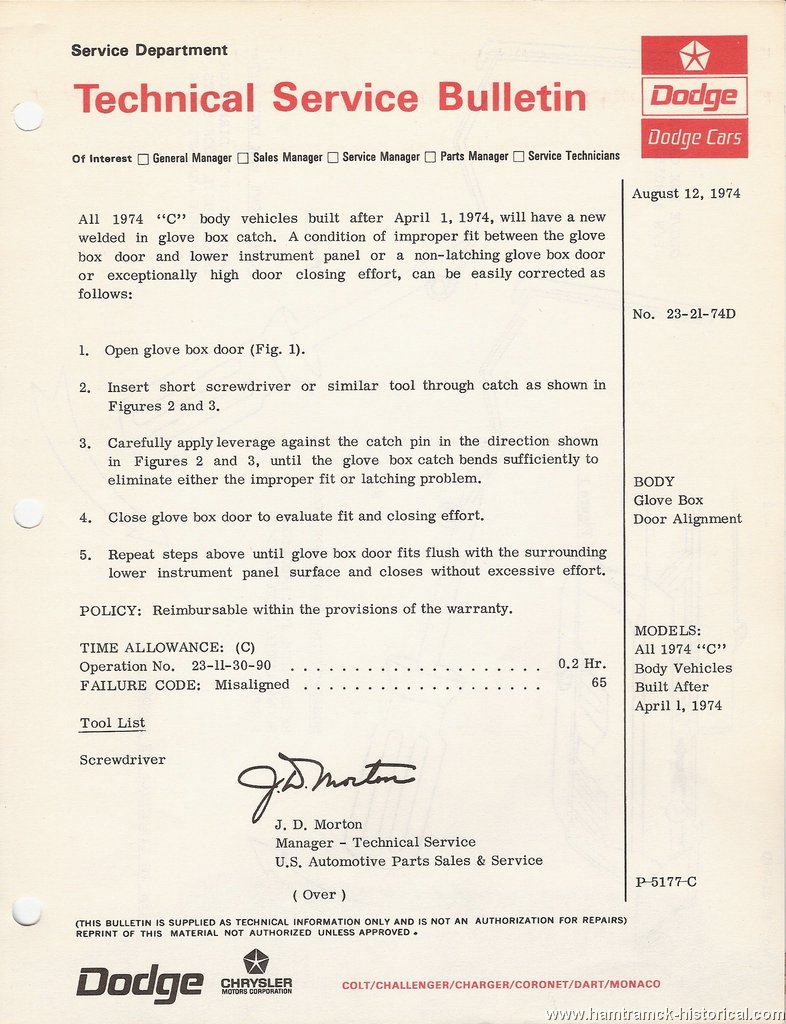 Service Department
Technical Service Bulletin
Dodge
Dodge Cars
Of Interest □ General Manager □ Sales Manager □ Service Manager □ Parts Manager □ Service Technicians
August 12, 1974
All 1974 "C" body vehicles built after April 1, 1974, will have a new
welded in glove box catch. A condition of improper fit between the glove
box door and lower instrument panel or a non-latching glove box door
or exceptionally high door closing effort, can be easily corrected as
follows:
No. 23-21-74D
1. Open glove box door (Fig. 1).
2. Insert short screwdriver or similar tool through catch as shown in
Figures 2 and 3.
3. Carefully apply leverage against the catch pin in the direction shown
in Figures 2 and 3, until the glove box catch bends sufficiently to
eliminate either the improper fit or latching problem.
4. Close glove box door to evaluate fit and closing effort.
5. Repeat steps above until glove box door fits flush with the surrounding
lower instrument panel surface and closes without excessive effort.
BODY
Glove Box
Door Alignment
POLICY: Reimbursable within the provisions of the warranty.
TIME ALLOWANCE: (C)
Operation No. 23-11-30-90 . . . . . . . . . . . . . . . . . . . . 0.2 Hr.
FAILURE CODE: Misaligned . . . . . . . . . . . . . . . . . . . 65
MODELS:
All 1974 "C"
Body Vehicles
Built After
April 1, 1974
Tool List
Screwdriver
J. D. Morton
J. D. Morton
Manager - Technical Service
U.S. Automotive Parts Sales & Service
( Over )
P-5177-C
(THIS BULLETIN IS SUPPLIED AS TECHNICAL INFORMATION ONLY AND IS NOT AN AUTHORIZATION FOR REPAIRS)
REPRINT OF THIS MATERIAL NOT AUTHORIZED UNLESS APPROVED.
Dodge
CHRYSLER
MOTORS CORPORATION
COLT/CHALLENGER/CHARGER/CORONET/DART/MONACO
www.hamtramck-historical.com